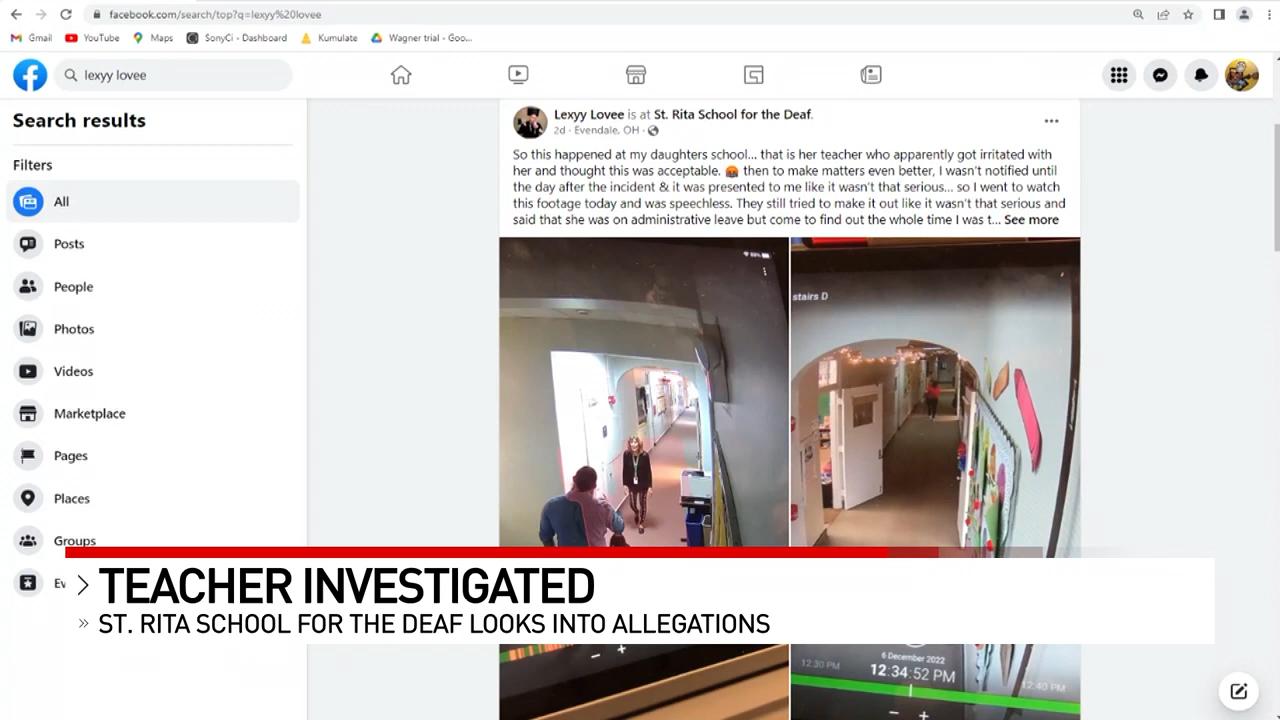 facebook.com/search/top?q=lexyy%20lovee
Gmail YouTube Maps SonyCi - Dashboard Kumulate Wagner trial - Goo...
lexyy lovee
Search results
Filters
All
Posts
People
Photos
Videos
Marketplace
Pages
Places
Groups
Ev
Lexyy Lovee is at St. Rita School for the Deaf.
2d · Evendale, OH ·
So this happened at my daughters school... that is her teacher who apparently got irritated with
her and thought this was acceptable. 🤬 then to make matters even better, I wasn't notified until
the day after the incident & it was presented to me like it wasn't that serious... so I went to watch
this footage today and was speechless. They still tried to make it out like it wasn't that serious and
said that she was on administrative leave but come to find out the whole time I was t... See more
stairs D
TEACHER INVESTIGATED
ST. RITA SCHOOL FOR THE DEAF LOOKS INTO ALLEGATIONS
6 December 2022
12:30 PM 12:34:52 PM 12:40 PM